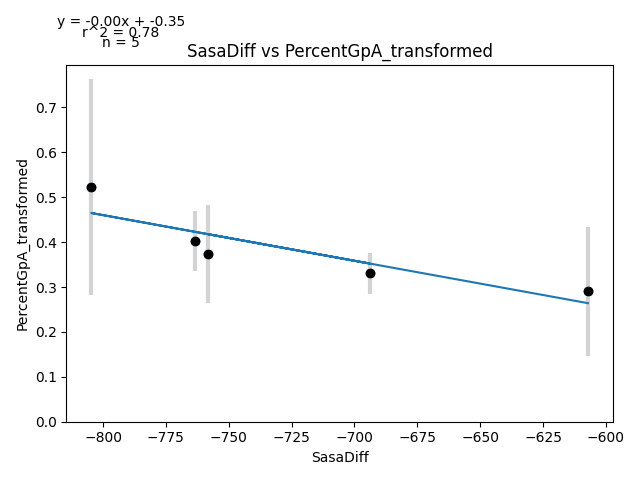 y = -0.00x + -0.35
r^2 = 0.78
n = 5
SasaDiff vs PercentGpA_transformed
PercentGpA_transformed
0.7
0.6
0.5
0.4
0.3
0.2
0.1
0.0
−800
−775
−750
−725
−700
−675
−650
−625
−600
SasaDiff